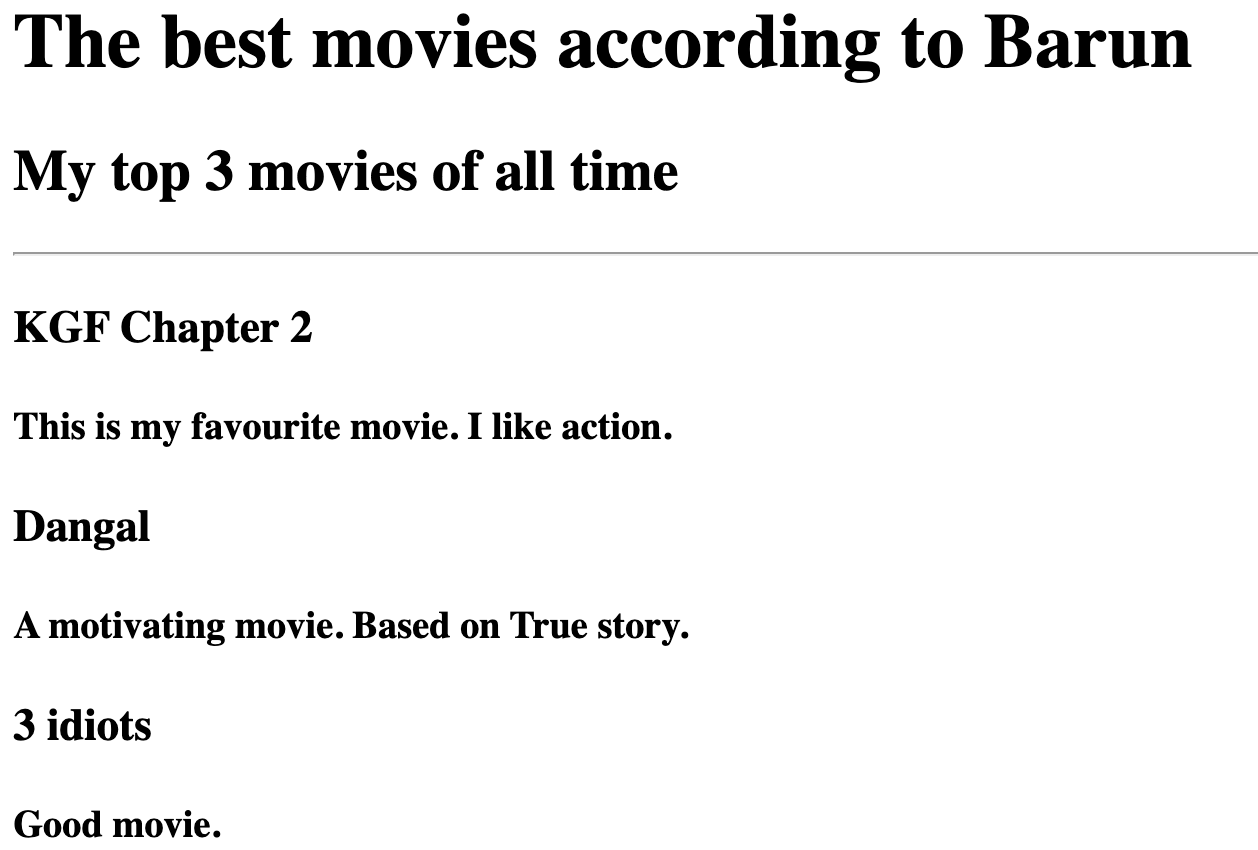 The best movies according to Barun
My top 3 movies of all time
KGF Chapter 2
This is my favourite movie. I like action.
Dangal
A motivating movie. Based on True story.
3 idiots
Good movie.